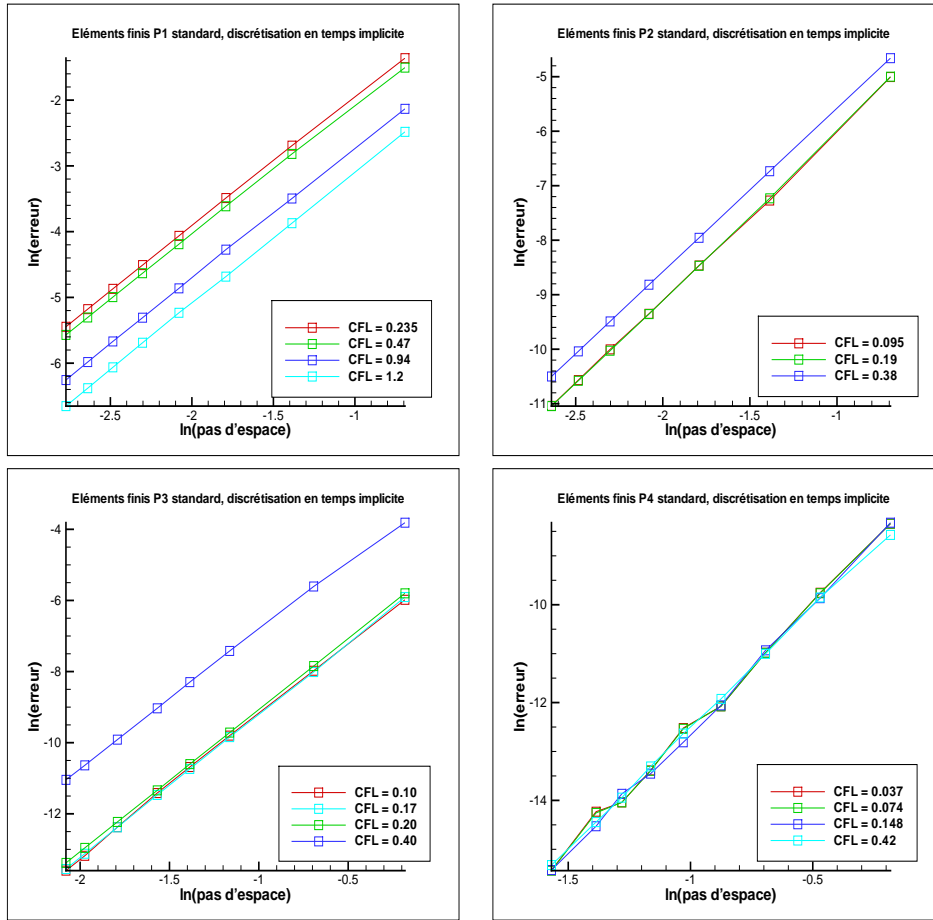 Eléments finis P1 standard, discrétisation en temps implicite
-2
-3
-4
-5
-6
ln(erreur)
-2.5
-2
-1.5
-1
ln(pas d'espace)
CFL = 0.235
CFL = 0.47
CFL = 0.94
CFL = 1.2
Eléments finis P2 standard, discrétisation en temps implicite
-5
-6
-7
-8
-9
-10
-11
ln(erreur)
-2.5
-2
-1.5
-1
ln(pas d'espace)
CFL = 0.095
CFL = 0.19
CFL = 0.38
Eléments finis P3 standard, discrétisation en temps implicite
-4
-6
-8
-10
-12
ln(erreur)
-2
-1.5
-1
-0.5
ln(pas d'espace)
CFL = 0.10
CFL = 0.17
CFL = 0.20
CFL = 0.40
Eléments finis P4 standard, discrétisation en temps implicite
-10
-12
-14
ln(erreur)
-1.5
-1
-0.5
ln(pas d'espace)
CFL = 0.037
CFL = 0.074
CFL = 0.148
CFL = 0.42